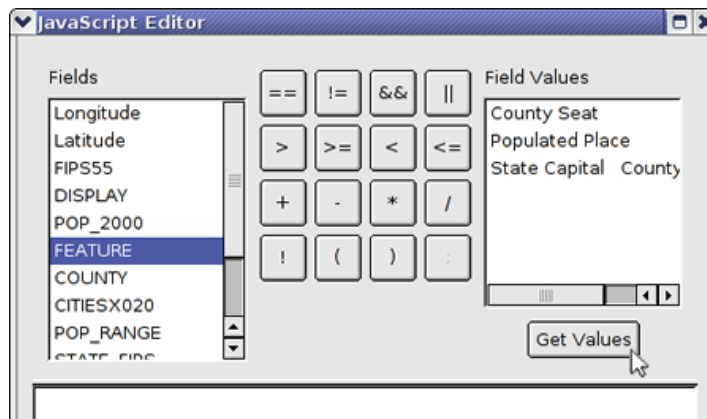 JavaScript Editor
Fields
Longitude
Latitude
FIPS55
DISPLAY
POP_2000
FEATURE
COUNTY
CITIESX020
POP_RANGE
STATE_FIPS
== != && ||
> >= < <=
+ - * /
! ( ) ;
Field Values
County Seat
Populated Place
State Capital County
Get Values